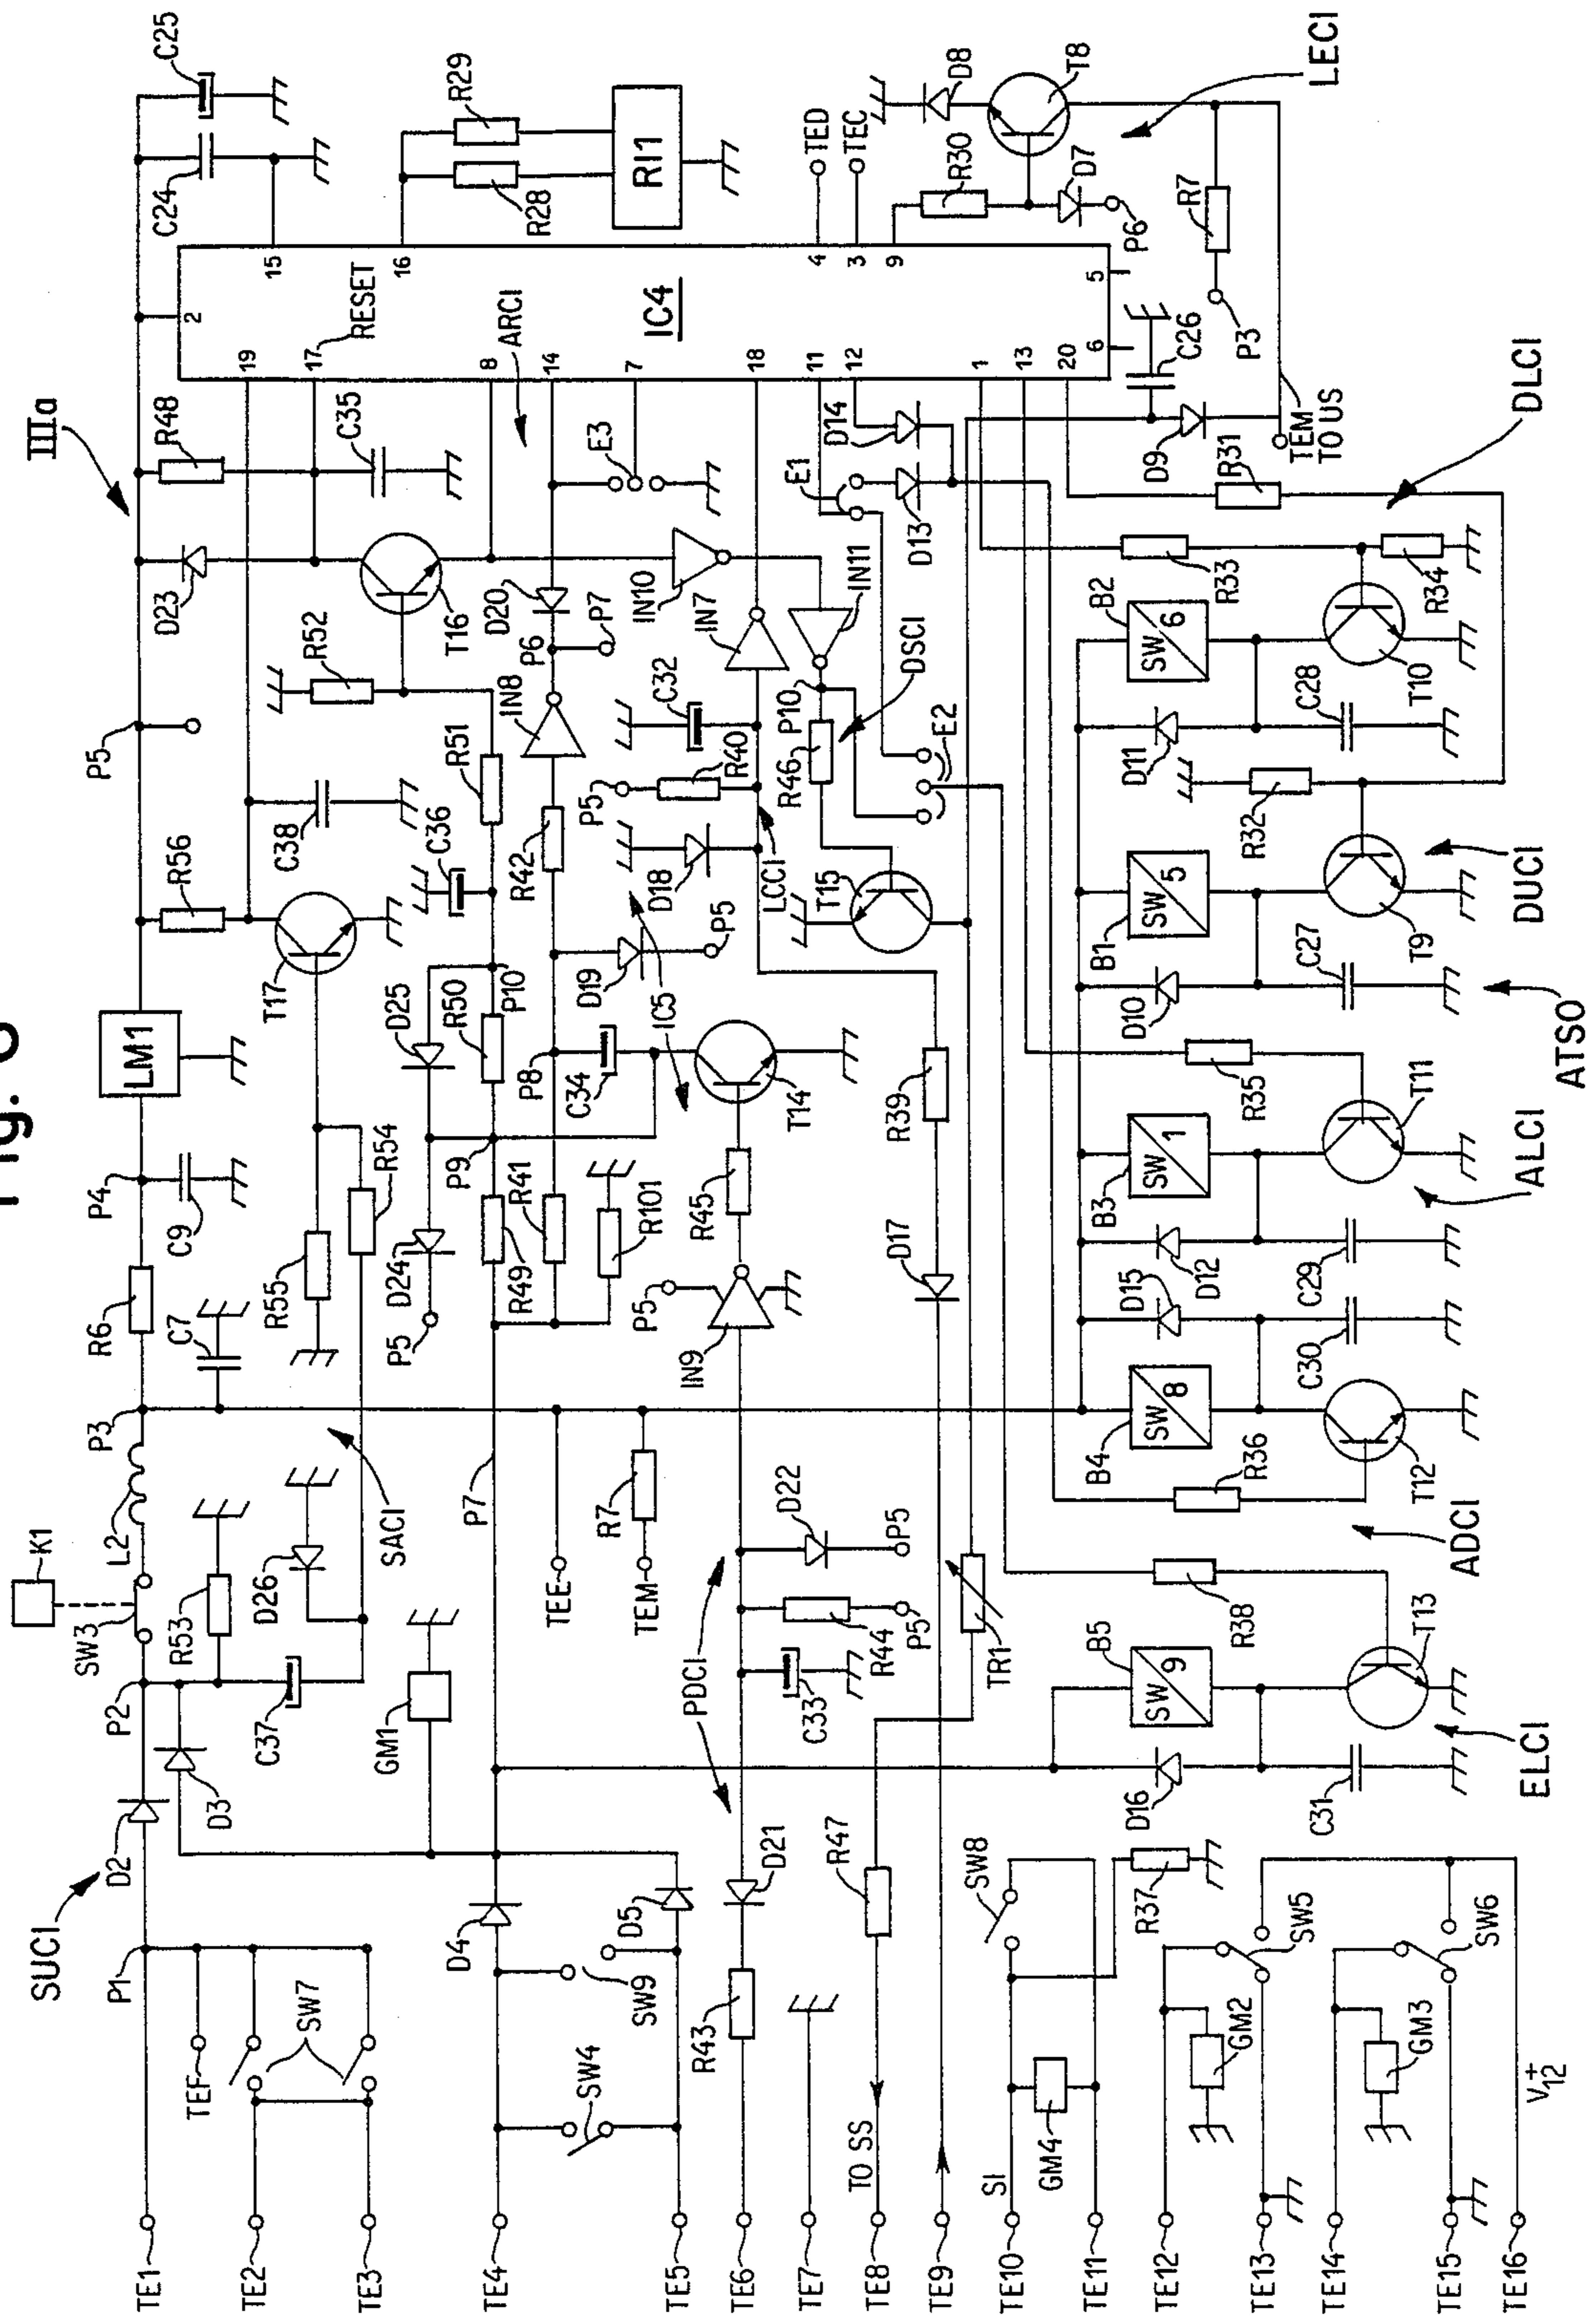 Fig. 3
IIIa
SUCI
P1
D2
P2
SW3
K1
L2
P3
R6
P4
C9
LM1
R56
P5
D23
R48
C24
C25
TE1
TEF
SW7
TE2
TE3
D3
C37
R53
D26
SACI
C7
R55
R54
T17
C38
R52
T16
C35
2
19
17
RESET
8
14
7
18
11
12
1
13
20
6
5
15
16
4
3
9
IC4
ARCI
R28
R29
RI1
TED
TEC
GM1
P5
D24
D25
R50
P10
C36
R51
TE4
D4
P7
R49
P9
R41
R101
P8
C34
R42
IN8
P6
D20
P7
E3
IN10
SW9
D5
SW4
TE5
TEE
R7
TEM
D19
P5
IC5
D18
P5
R40
C32
IN7
IN11
LCCI
TE6
R43
D21
PDCI
C33
R44
P5
D22
P5
IN9
P5
R45
T14
T15
R46
P10
DSCI
E1
D13
D14
E2
R30
D7
P6
D8
T8
LECI
R7
P3
C26
D9
TEM
TO US
TE7
TE8
TO SS
R47
TR1
TE9
D17
R39
TE10
SI
SW8
GM4
TE11
R37
TE12
GM2
SW5
TE13
TE14
GM3
SW6
TE15
TE16
V12+
D16
C31
B5
SW
9
R38
T13
ELCI
ADCI
B4
SW
8
R36
T12
D15
C30
D12
C29
B3
SW
1
R35
T11
ALCI
ATSO
D10
C27
B1
SW
5
T9
R32
DUCI
D11
C28
B2
SW
6
T10
R33
R34
R31
DLCI